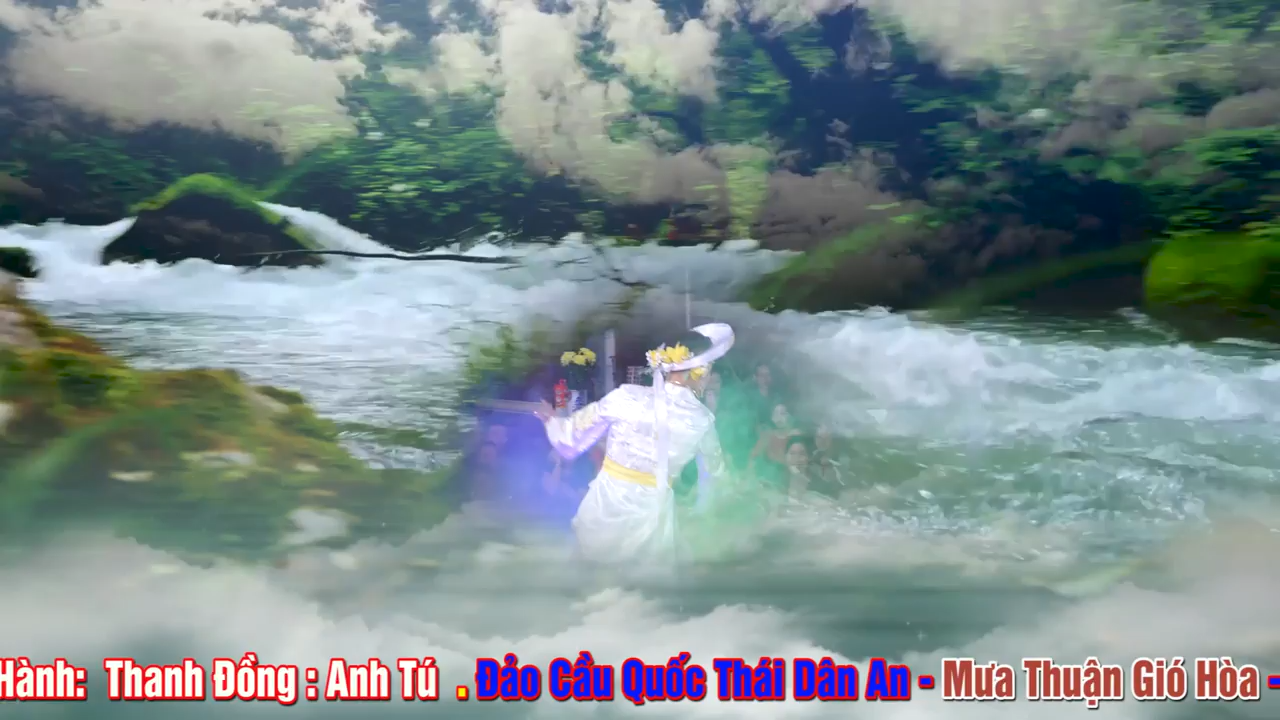 Hành: Thanh Đồng : Anh Tú . Đảo Cầu Quốc Thái Dân An - Mưa Thuận Gió Hòa -